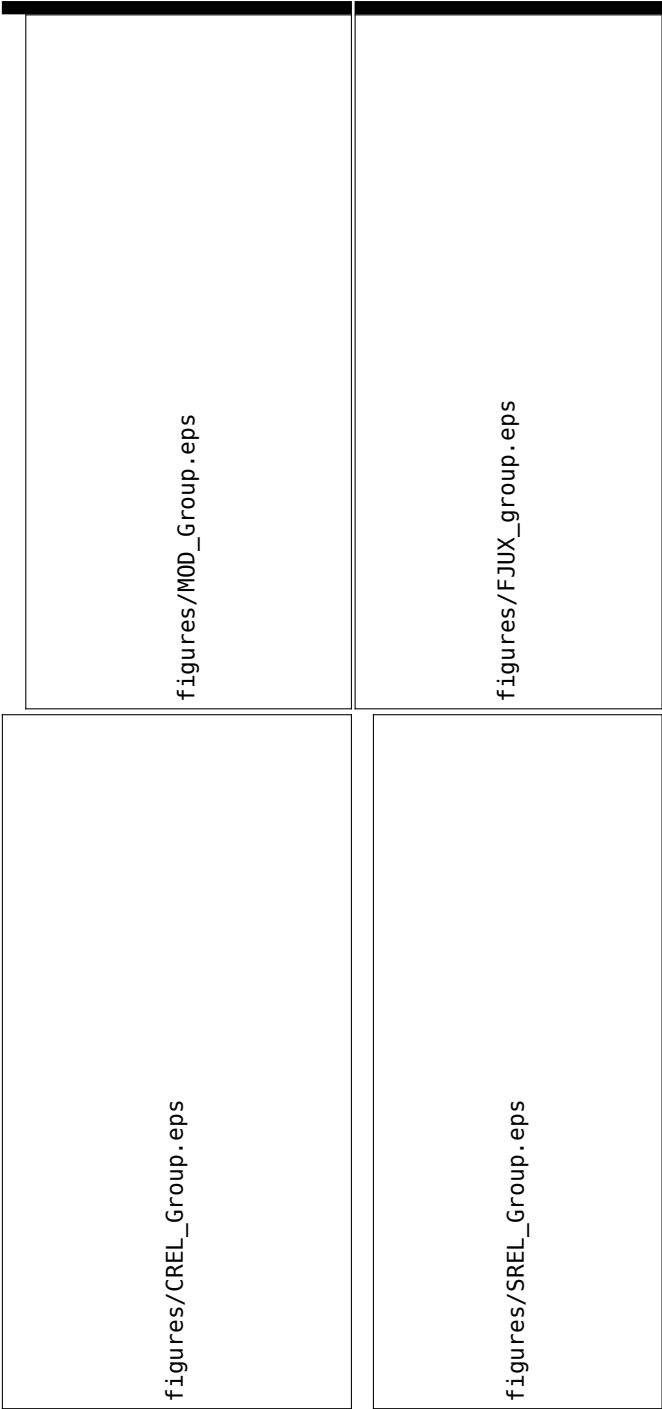 figures/CREL_Group.eps
figures/MOD_Group.eps
figures/SREL_Group.eps
figures/FJUX_group.eps